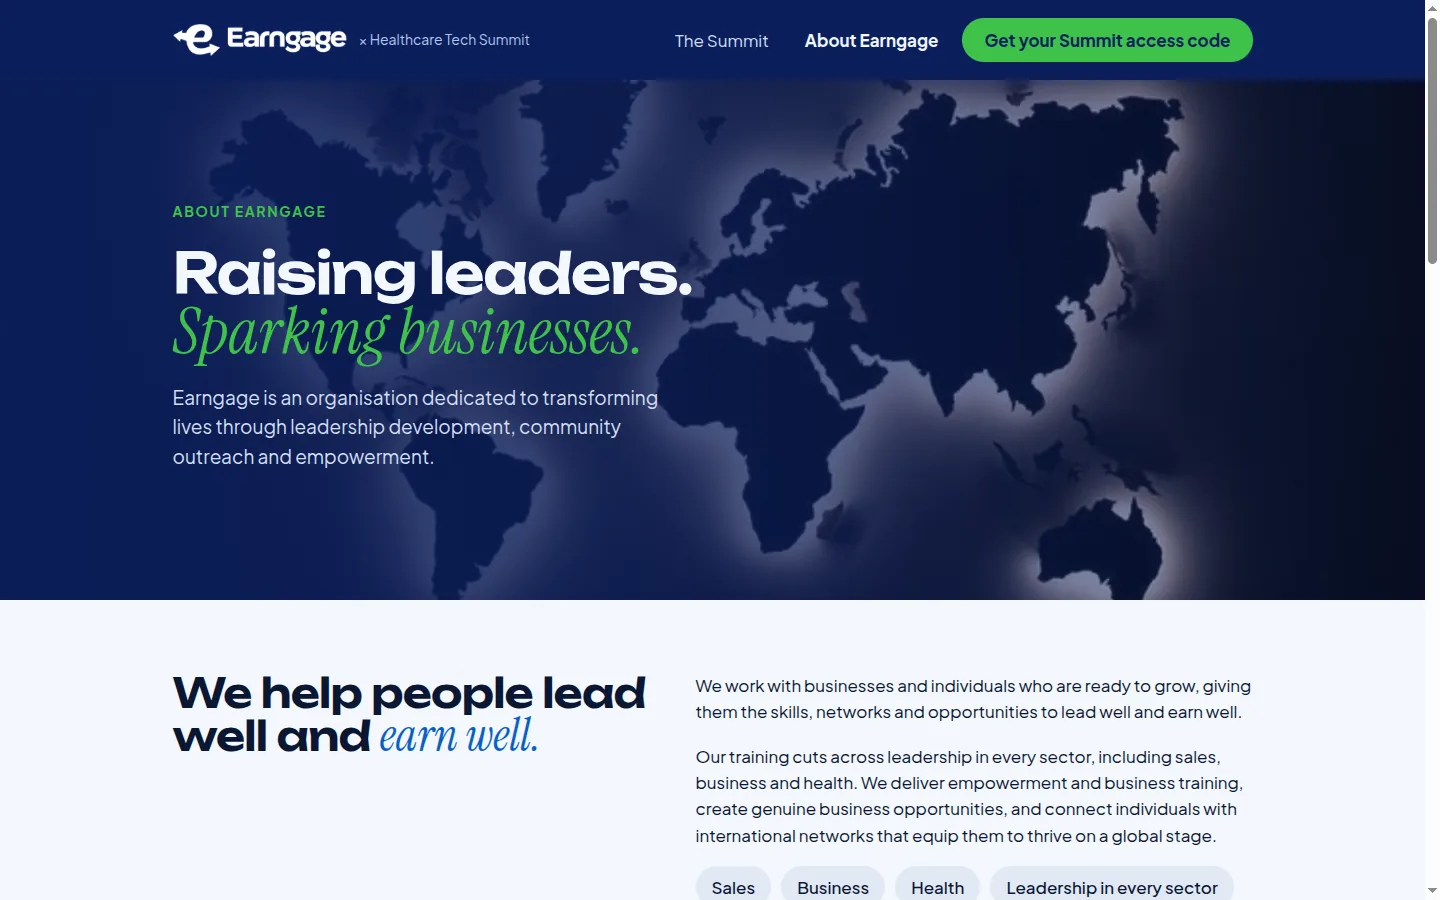 Earngage × Healthcare Tech Summit
The Summit
About Earngage
Get your Summit access code
ABOUT EARNGAGE
Raising leaders.
Sparking businesses.
Earngage is an organisation dedicated to transforming
lives through leadership development, community
outreach and empowerment.
We help people lead
well and earn well.
We work with businesses and individuals who are ready to grow, giving
them the skills, networks and opportunities to lead well and earn well.
Our training cuts across leadership in every sector, including sales,
business and health. We deliver empowerment and business training,
create genuine business opportunities, and connect individuals with
international networks that equip them to thrive on a global stage.
Sales
Business
Health
Leadership in every sector